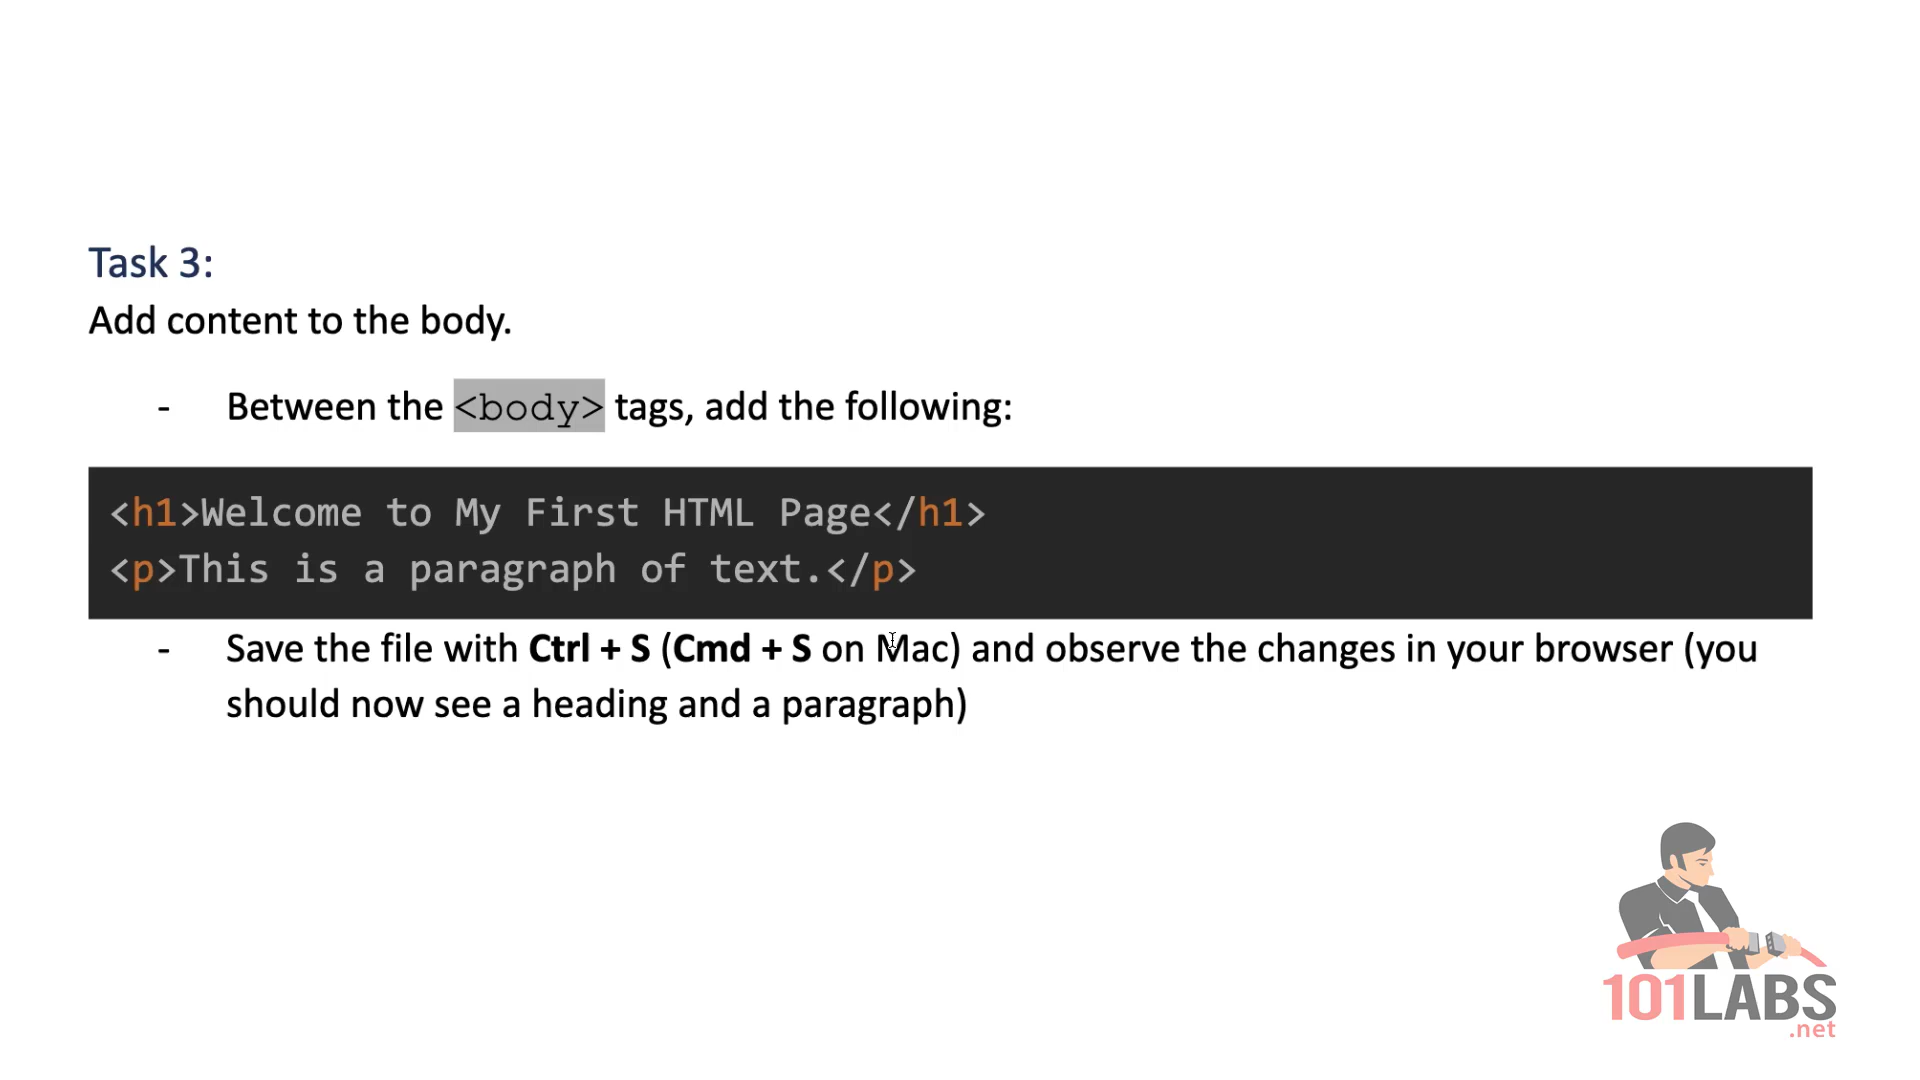 Task 3:
Add content to the body.
- Between the <body> tags, add the following:
<h1>Welcome to My First HTML Page</h1>
<p>This is a paragraph of text.</p>
- Save the file with Ctrl + S (Cmd + S on Mac) and observe the changes in your browser (you
should now see a heading and a paragraph)
101LABS
.net